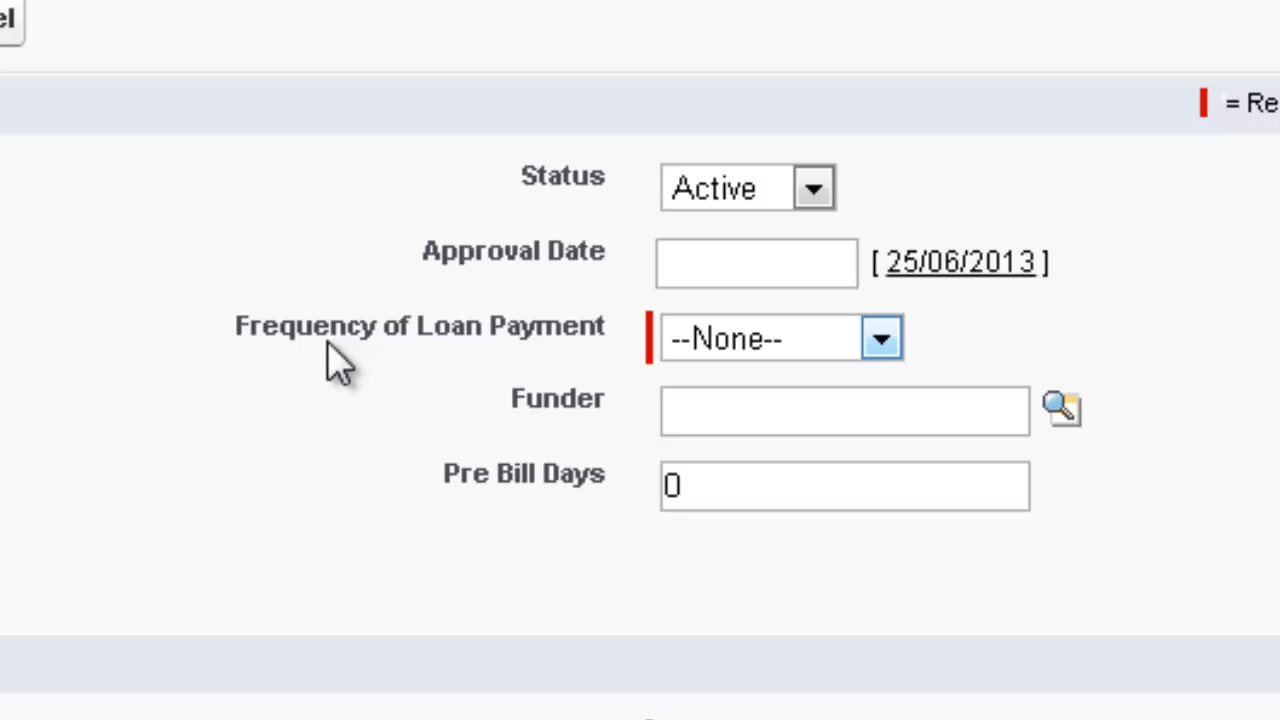 el
= Re
Status Active
Approval Date [ 25/06/2013 ]
Frequency of Loan Payment --None--
Funder
Pre Bill Days 0